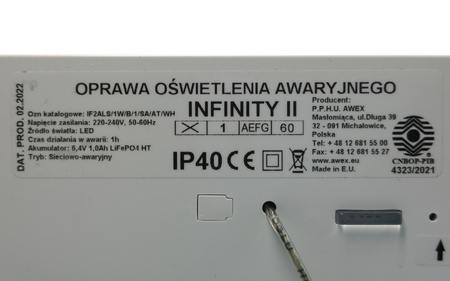 DAT. PROD. 02.2022
OPRAWA OŚWIETLENIA AWARYJNEGO
Ozn katalogowe: IF2ALS/1W/B/1/SA/AT/WH
Napięcie zasilania: 220-240V, 50-60Hz
Źródło światła: LED
Czas działania w awarii: 1h
Akumulator: 6,4V 1,0Ah LiFePO4 HT
Tryb: Sieciowo-awaryjny
INFINITY II
X 1 AEFG 60
IP40 CE
Producent:
P.P.H.U. AWEX
Masłomiąca, ul.Długa 39
32 - 091 Michałowice,
Polska
Tel: + 48 12 681 55 00
Fax: + 48 12 681 55 27
www.awex.eu
Made in E.U.
CNBOP-PIB
4323/2021